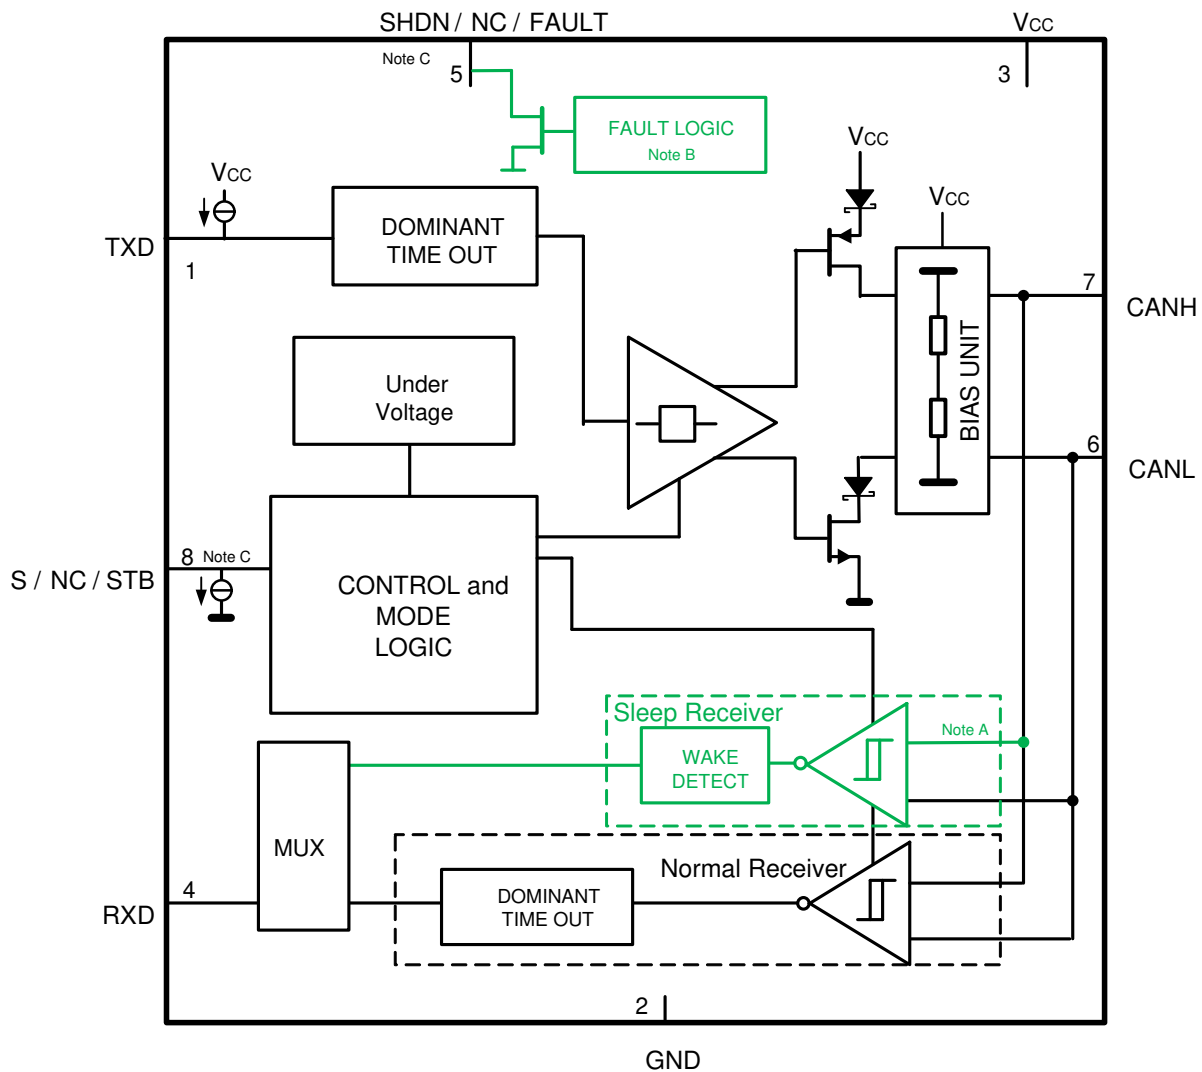 SHDN / NC / FAULT
VCC
Note C
5
3
FAULT LOGIC
Note B
VCC
VCC
VCC
TXD
1
DOMINANT
TIME OUT
7
CANH
BIAS UNIT
Under
Voltage
6
CANL
8
Note C
S / NC / STB
CONTROL and
MODE
LOGIC
Sleep Receiver
Note A
WAKE
DETECT
MUX
Normal Receiver
4
RXD
DOMINANT
TIME OUT
2
GND